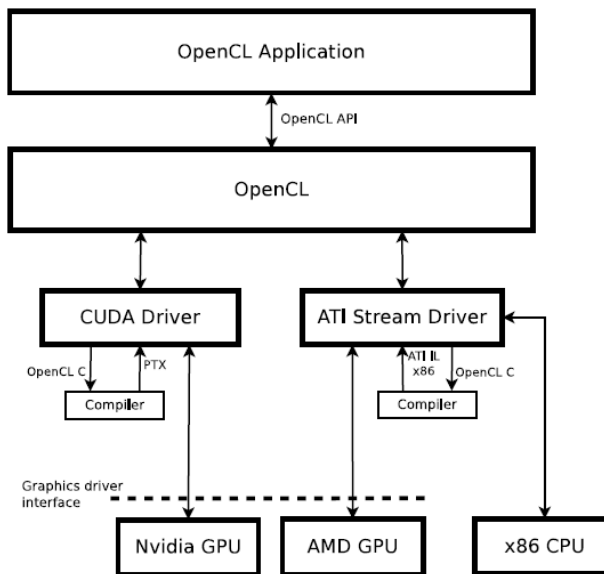 OpenCL Application
OpenCL API
OpenCL
CUDA Driver
ATI Stream Driver
OpenCL C
PTX
ATI IL
x86
OpenCL C
Compiler
Compiler
Graphics driver
interface
Nvidia GPU
AMD GPU
x86 CPU